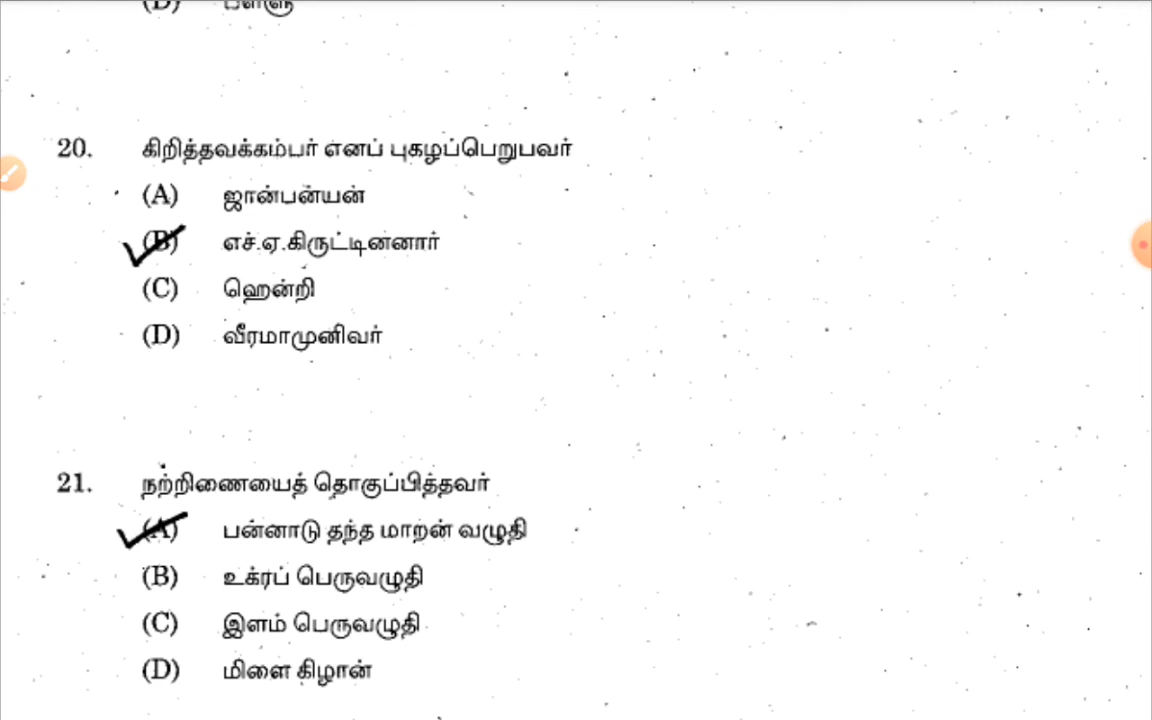 (D) பள்ளு
20. கிறித்தவக்கம்பர் எனப் புகழப்பெறுபவர்
(A) ஜான்பன்யன்
(B) எச்.ஏ.கிருட்டினனார்
(C) ஹென்றி
(D) வீரமாமுனிவர்
21. நற்றிணையைத் தொகுப்பித்தவர்
(A) பன்னாடு தந்த மாறன் வழுதி
(B) உக்ரப் பெருவழுதி
(C) இளம் பெருவழுதி
(D) மிளை கிழான்